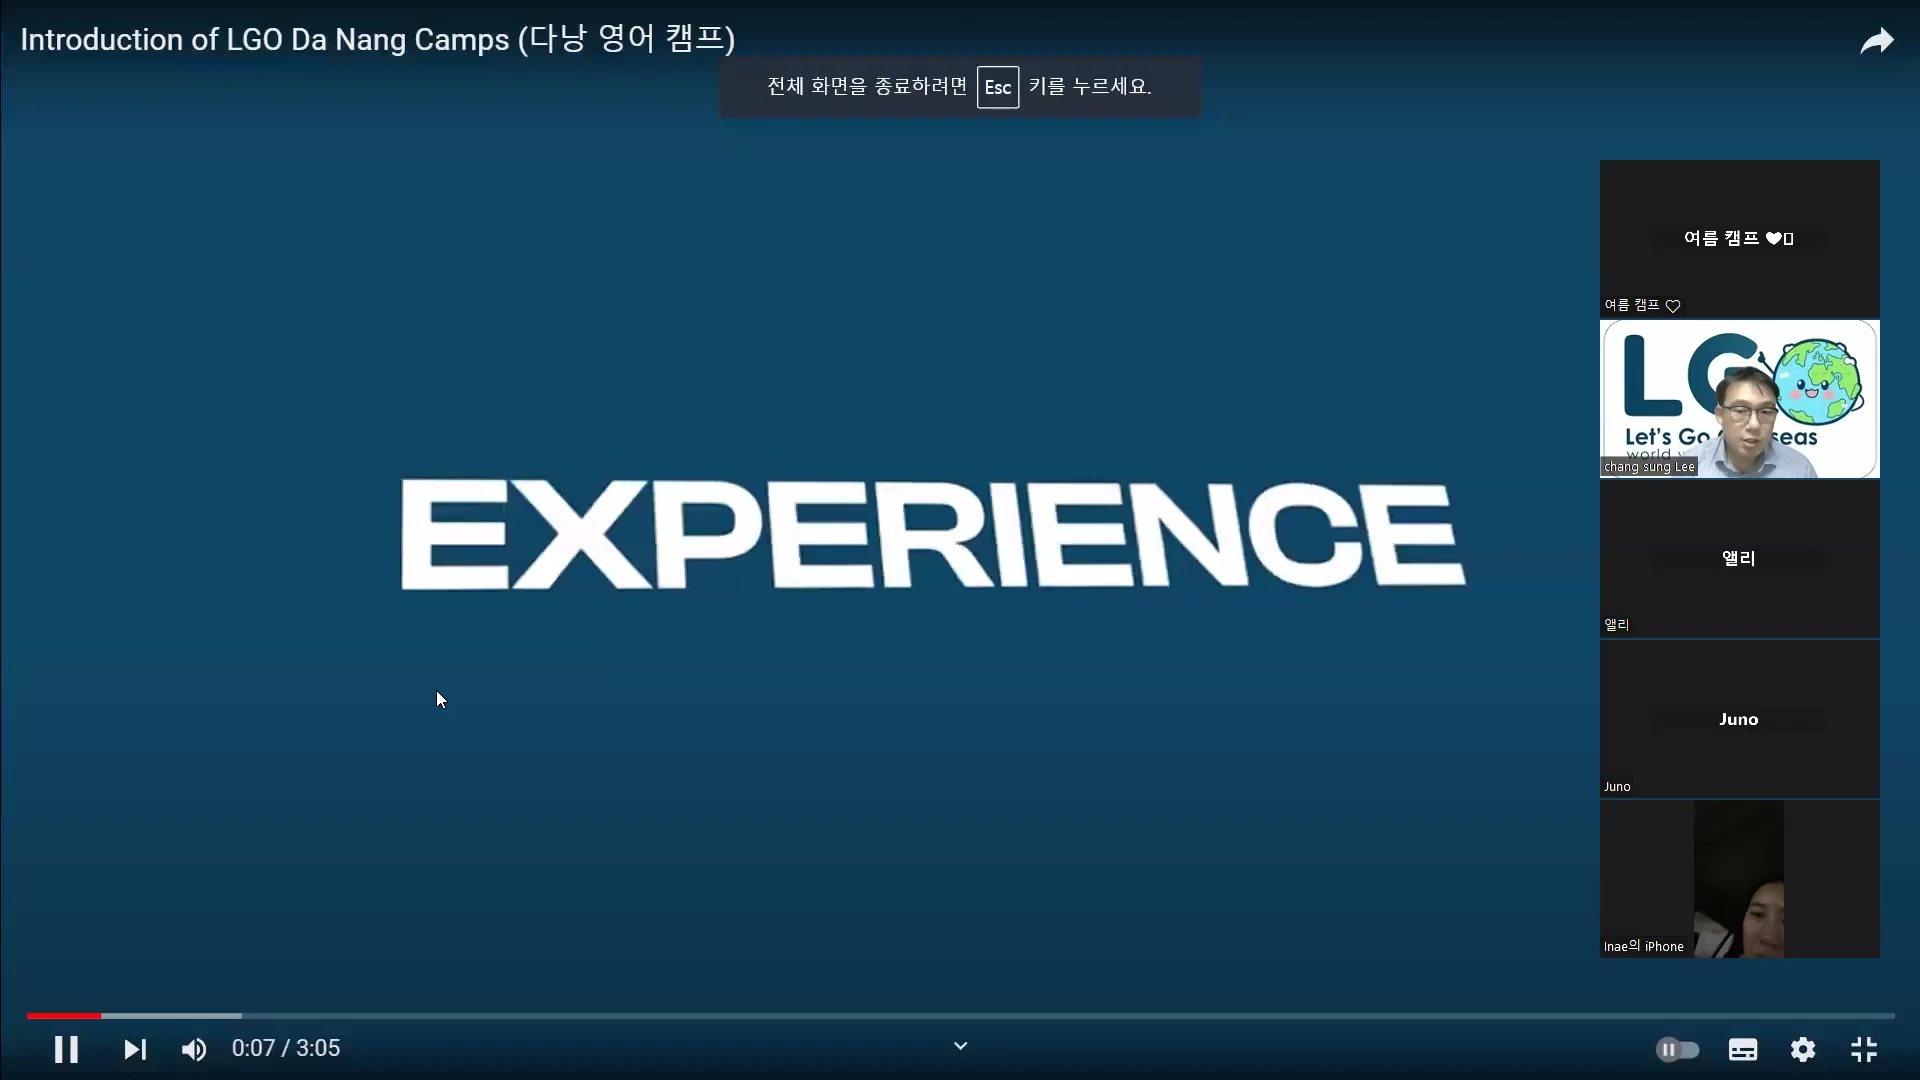 Introduction of LGO Da Nang Camps (다낭 영어 캠프)
전체 화면을 종료하려면 Esc 키를 누르세요.
EXPERIENCE
여름 캠프 ♥
여름 캠프 ♡
LGO
Let's Go seas
world
chang sung Lee
앨리
앨리
Juno
Juno
Inae의 iPhone
0:07 / 3:05